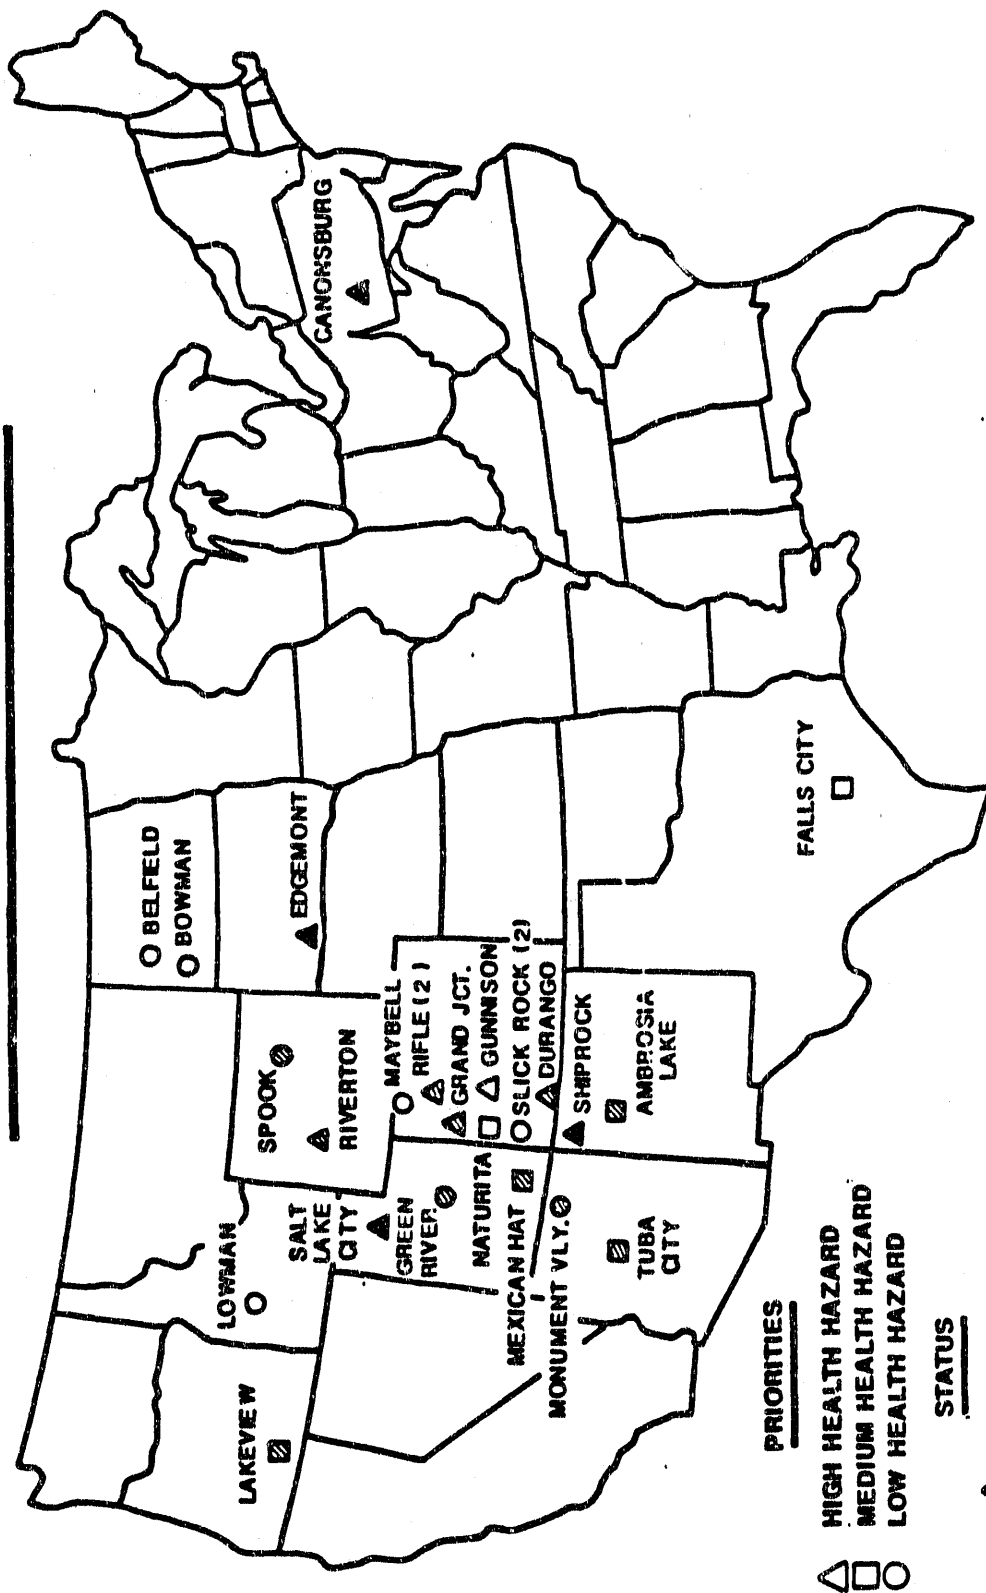 CANONSBURG
BELFIELD
BOWMAN
EDGEMONT
SPOOK
RIVERTON
LOWMAN
LAKEVIEW
SALT
LAKE
CITY
GREEN
RIVER
MAYBELL
RIFLE (2)
GRAND JCT.
GUNNISON
NATURITA
SLICK ROCK (2)
DURANGO
MEXICAN HAT
MONUMENT VLY.
SHIPROCK
AMBROSIA
LAKE
TUBA
CITY
FALLS CITY
PRIORITIES
HIGH HEALTH HAZARD
MEDIUM HEALTH HAZARD
LOW HEALTH HAZARD
STATUS